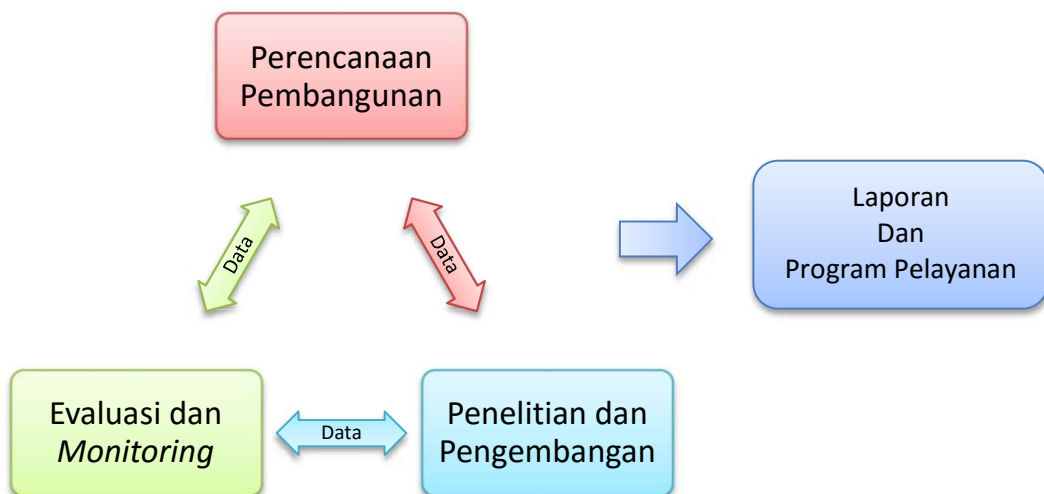 Perencanaan
Pembangunan
Laporan
Dan
Program Pelayanan
Data
Data
Evaluasi dan
Monitoring
Data
Penelitian dan
Pengembangan